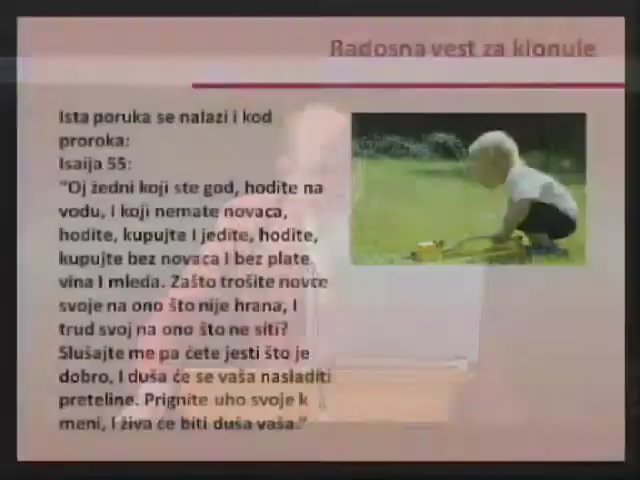 Radosna vest za klonule
Ista poruka se nalazi i kod
proroka:
Isaija 55:
"Oj žedni koji ste god, hodite na
vodu, I koji nemate novaca,
hodite, kupujte I jedite, hodite,
kupujte bez novaca I bez plate
vina I mleda. Zašto trošite novce
svoje na ono što nije hrana, I
trud svoj na ono što ne siti?
Slušajte me pa ćete jesti što je
dobro, I duša će se vaša nasladiti
preteline. Prignite uho svoje k
meni, I živa će biti duša vaša."